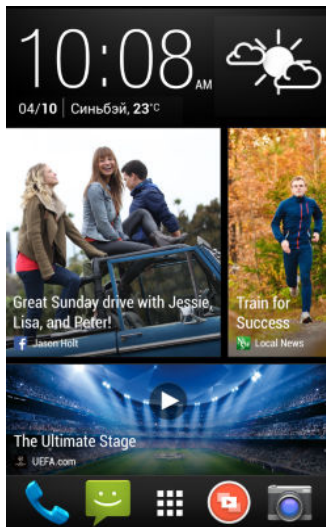 10:08 AM
04/10 Синьбэй, 23°C
Great Sunday drive with Jessie,
Lisa, and Peter!
f Jason Holt
Train for
Success
Local News
The Ultimate Stage
UEFA.com